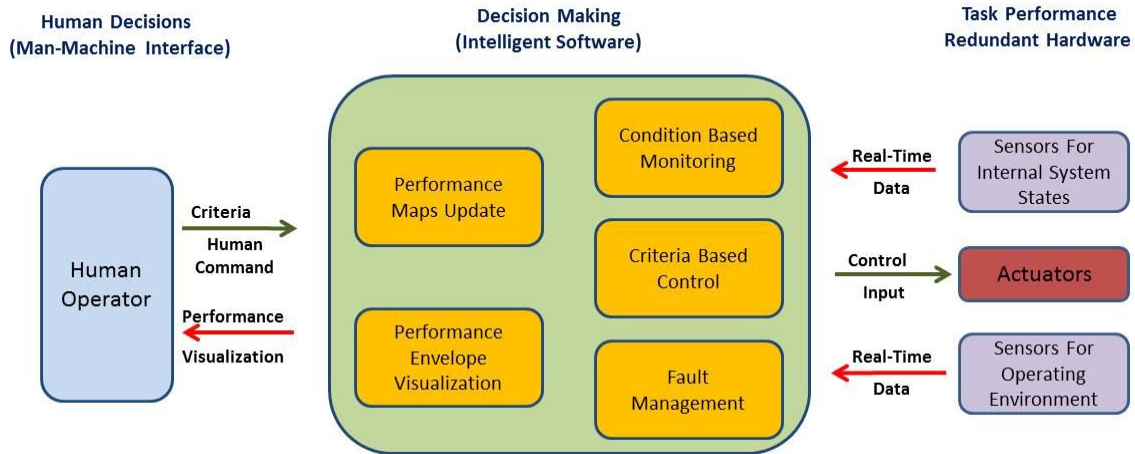 Human Decisions
(Man-Machine Interface)
Decision Making
(Intelligent Software)
Task Performance
Redundant Hardware
Human
Operator
Criteria
Human
Command
Performance
Visualization
Performance
Maps Update
Performance
Envelope
Visualization
Condition Based
Monitoring
Criteria Based
Control
Fault
Management
Real-Time
Data
Control
Input
Real-Time
Data
Sensors For
Internal System
States
Actuators
Sensors For
Operating
Environment